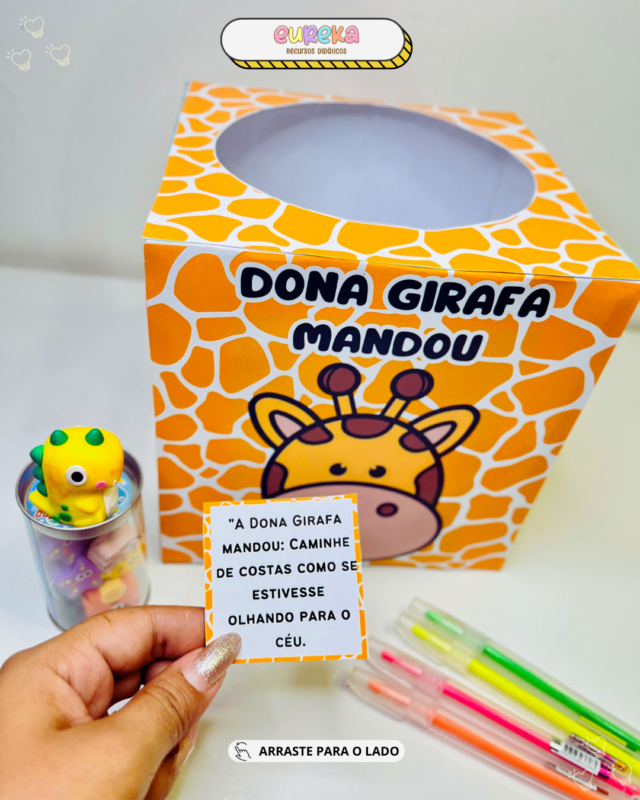 eureka
RECURSOS DIDÁTICOS
DONA GIRAFA
MANDOU
"A DONA GIRAFA
MANDOU: CAMINHE
DE COSTAS COMO SE
ESTIVESSE
OLHANDO PARA O
CÉU.
ARRASTE PARA O LADO